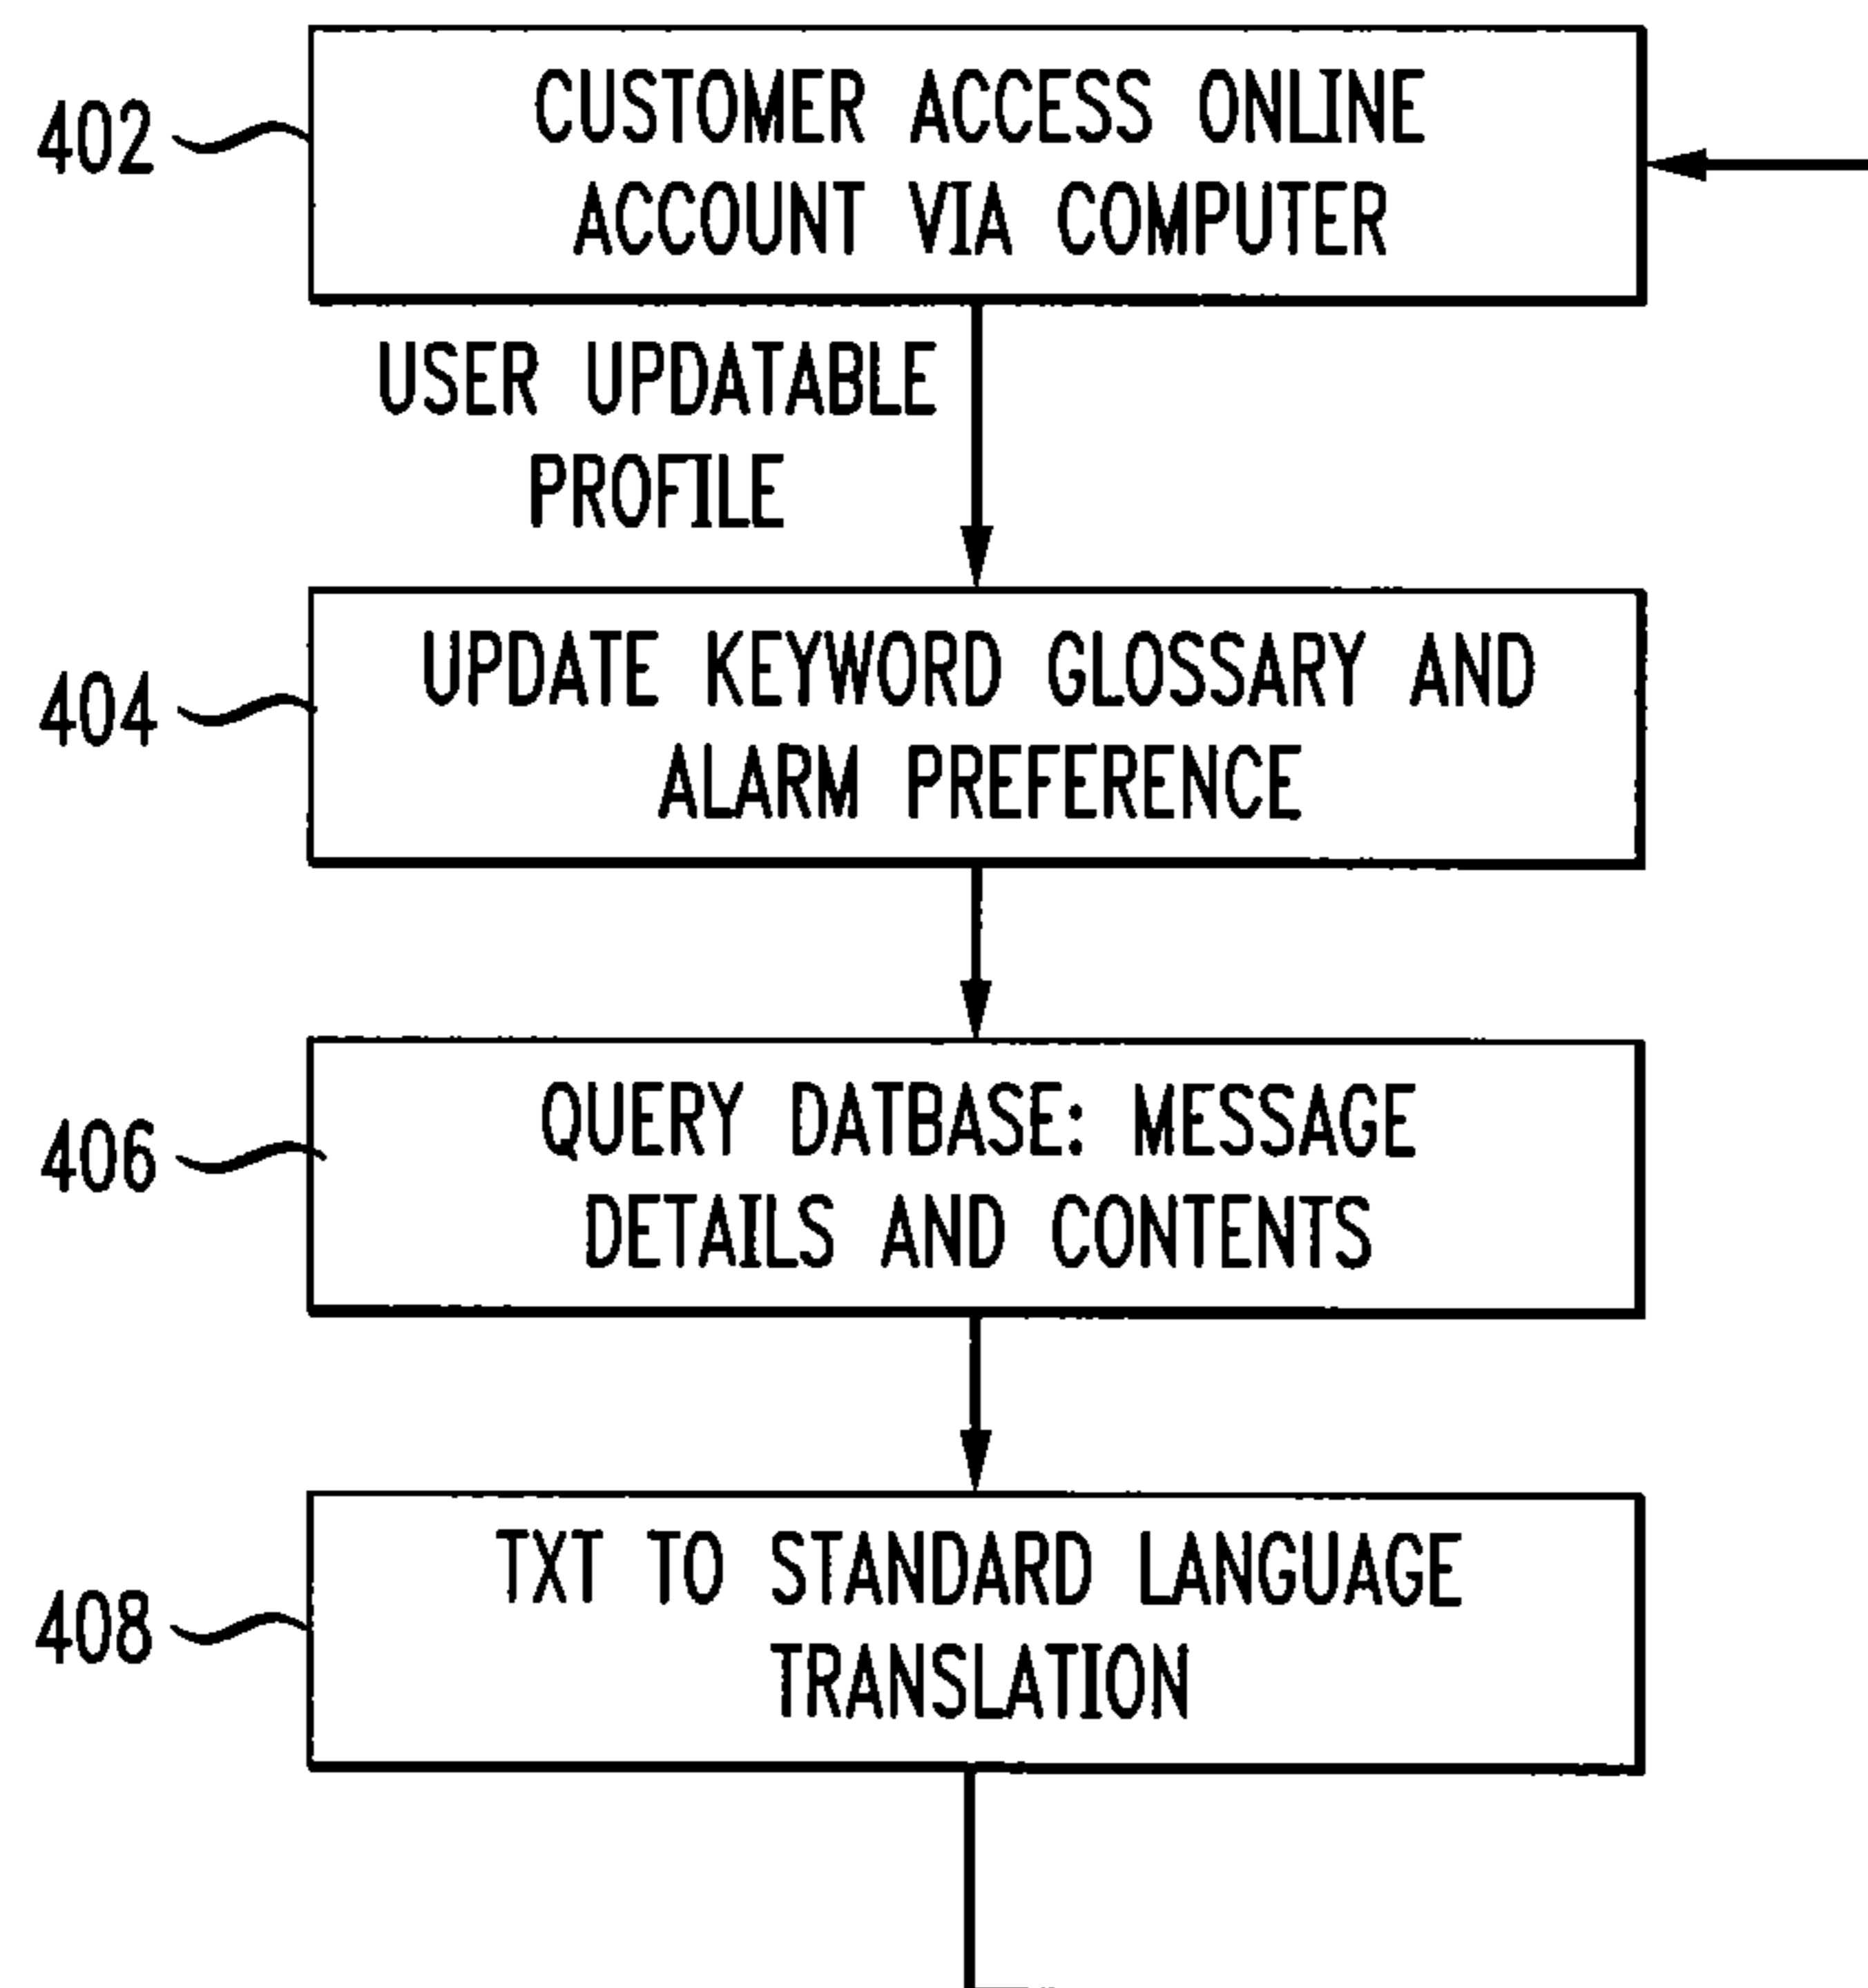 402
CUSTOMER ACCESS ONLINE
ACCOUNT VIA COMPUTER
USER UPDATABLE
PROFILE
404
UPDATE KEYWORD GLOSSARY AND
ALARM PREFERENCE
406
QUERY DATBASE: MESSAGE
DETAILS AND CONTENTS
408
TXT TO STANDARD LANGUAGE
TRANSLATION